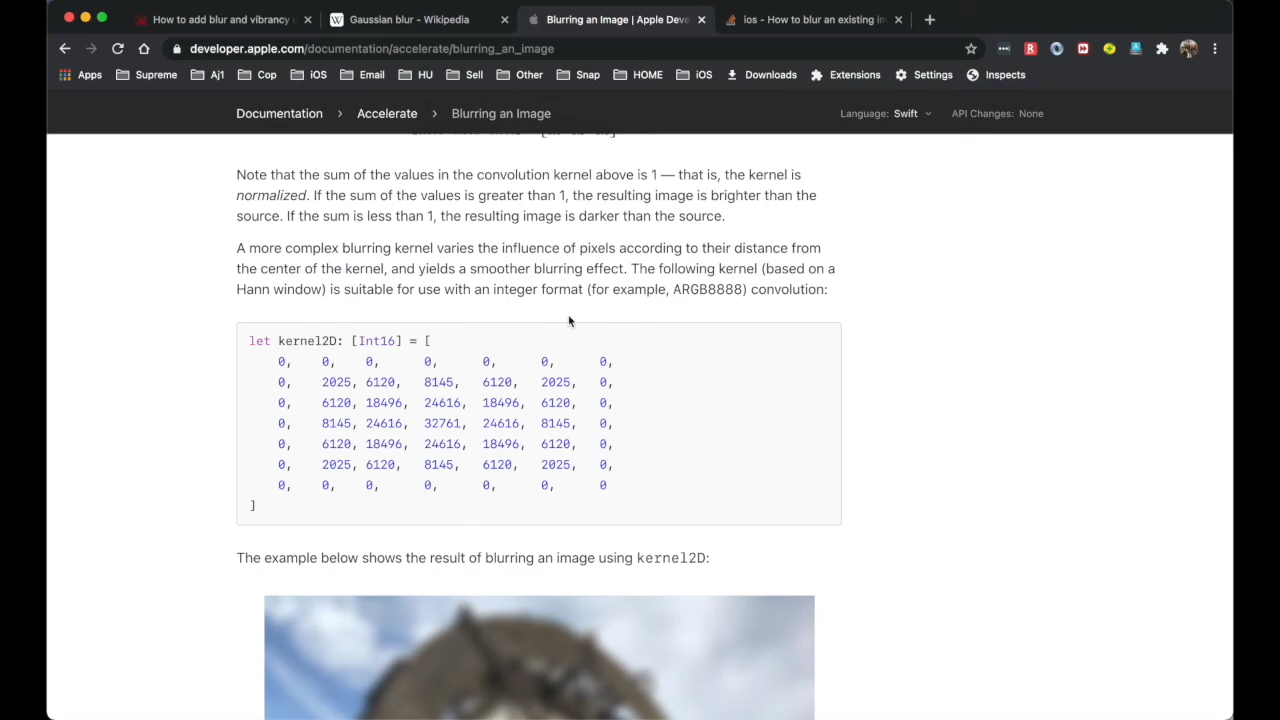 How to add blur and vibrancy
Gaussian blur - Wikipedia
Blurring an Image | Apple Deve
ios - How to blur an existing im
developer.apple.com/documentation/accelerate/blurring_an_image
Apps Supreme Aj1 Cop iOS Email HU Sell Other Snap HOME iOS Downloads Extensions Settings Inspects
Documentation > Accelerate > Blurring an Image Language: Swift API Changes: None
Note that the sum of the values in the convolution kernel above is 1 — that is, the kernel is
normalized. If the sum of the values is greater than 1, the resulting image is brighter than the
source. If the sum is less than 1, the resulting image is darker than the source.
A more complex blurring kernel varies the influence of pixels according to their distance from
the center of the kernel, and yields a smoother blurring effect. The following kernel (based on a
Hann window) is suitable for use with an integer format (for example, ARGB8888) convolution:
let kernel2D: [Int16] = [
0, 0, 0, 0, 0, 0, 0,
0, 2025, 6120, 8145, 6120, 2025, 0,
0, 6120, 18496, 24616, 18496, 6120, 0,
0, 8145, 24616, 32761, 24616, 8145, 0,
0, 6120, 18496, 24616, 18496, 6120, 0,
0, 2025, 6120, 8145, 6120, 2025, 0,
0, 0, 0, 0, 0, 0, 0
]
The example below shows the result of blurring an image using kernel2D: